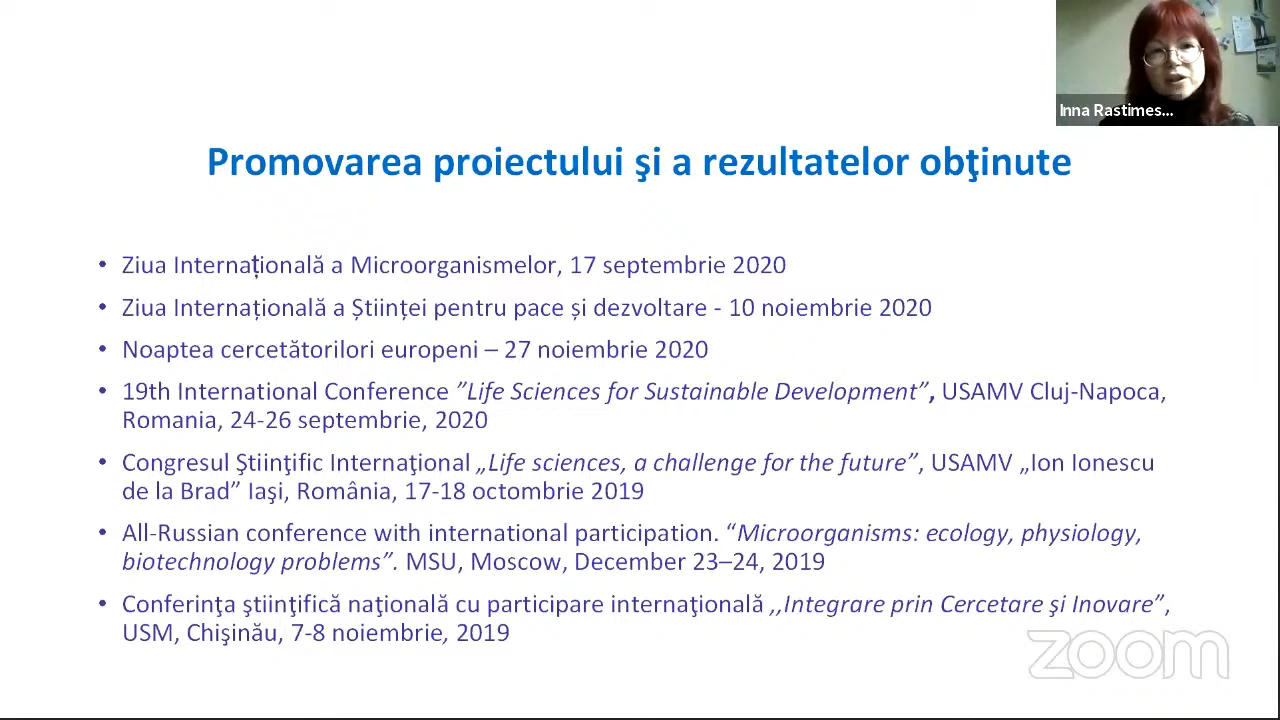 Inna Rastimes...
Promovarea proiectului şi a rezultatelor obţinute
• Ziua Internațională a Microorganismelor, 17 septembrie 2020
• Ziua Internațională a Științei pentru pace și dezvoltare - 10 noiembrie 2020
• Noaptea cercetătorilori europeni – 27 noiembrie 2020
• 19th International Conference ”Life Sciences for Sustainable Development”, USAMV Cluj-Napoca,
Romania, 24-26 septembrie, 2020
• Congresul Ştiinţific Internaţional „Life sciences, a challenge for the future”, USAMV „Ion Ionescu
de la Brad” Iaşi, România, 17-18 octombrie 2019
• All-Russian conference with international participation. “Microorganisms: ecology, physiology,
biotechnology problems”. MSU, Moscow, December 23–24, 2019
• Conferinţa ştiinţifică naţională cu participare internaţională ,,Integrare prin Cercetare şi Inovare”,
USM, Chişinău, 7-8 noiembrie, 2019
zoom